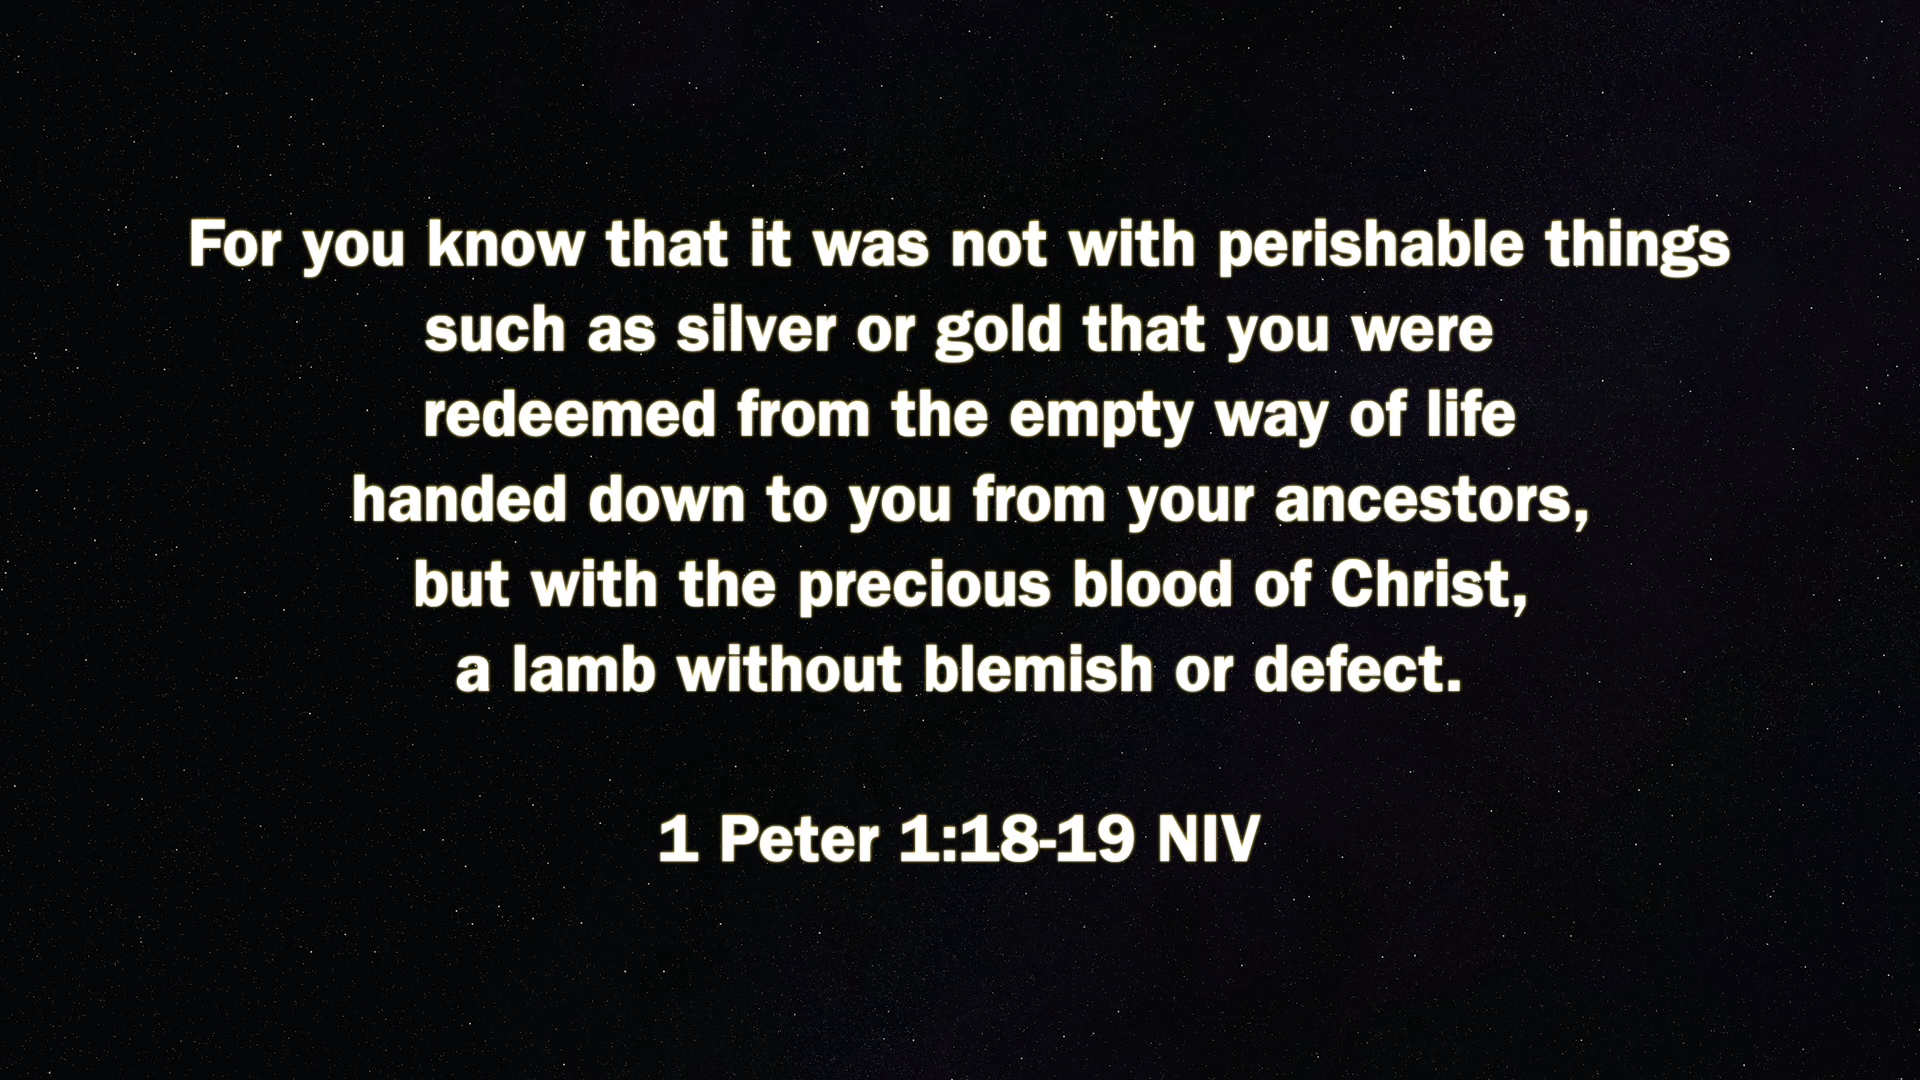 For you know that it was not with perishable things
such as silver or gold that you were
redeemed from the empty way of life
handed down to you from your ancestors,
but with the precious blood of Christ,
a lamb without blemish or defect.
1 Peter 1:18-19 NIV